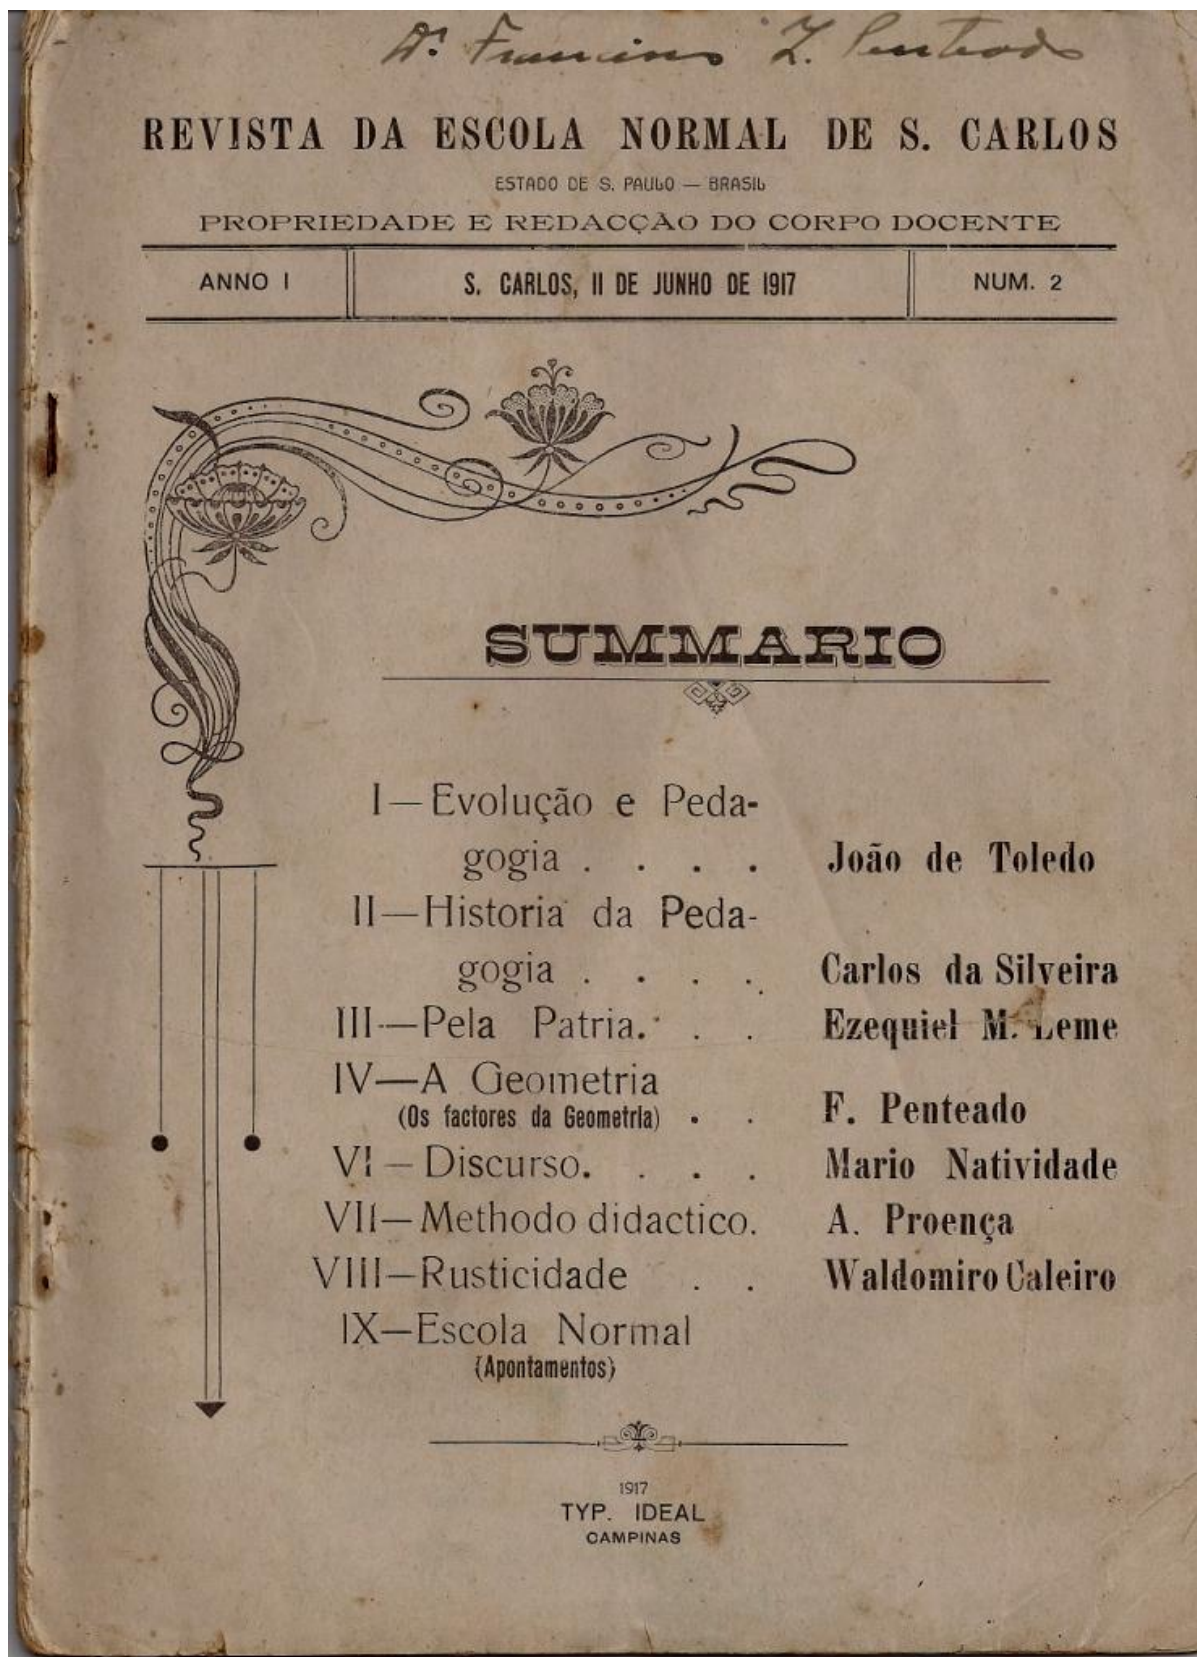 Dr. Francisco Z. Penteado
REVISTA DA ESCOLA NORMAL DE S. CARLOS
ESTADO DE S. PAULO — BRASIL
PROPRIEDADE E REDACÇÃO DO CORPO DOCENTE
ANNO I S. CARLOS, 11 DE JUNHO DE 1917 NUM. 2
SUMMARIO
I—Evolução e Peda-
gogia . . . . João de Toledo
II—Historia da Peda-
gogia . . . . Carlos da Silveira
III—Pela Patria. . . Ezequiel M. Leme
IV—A Geometria
(Os factores da Geometria) . . F. Penteado
VI—Discurso. . . . Mario Natividade
VII—Methodo didactico. A. Proença
VIII—Rusticidade . . Waldomiro Caleiro
IX—Escola Normal
(Apontamentos)
1917
TYP. IDEAL
CAMPINAS